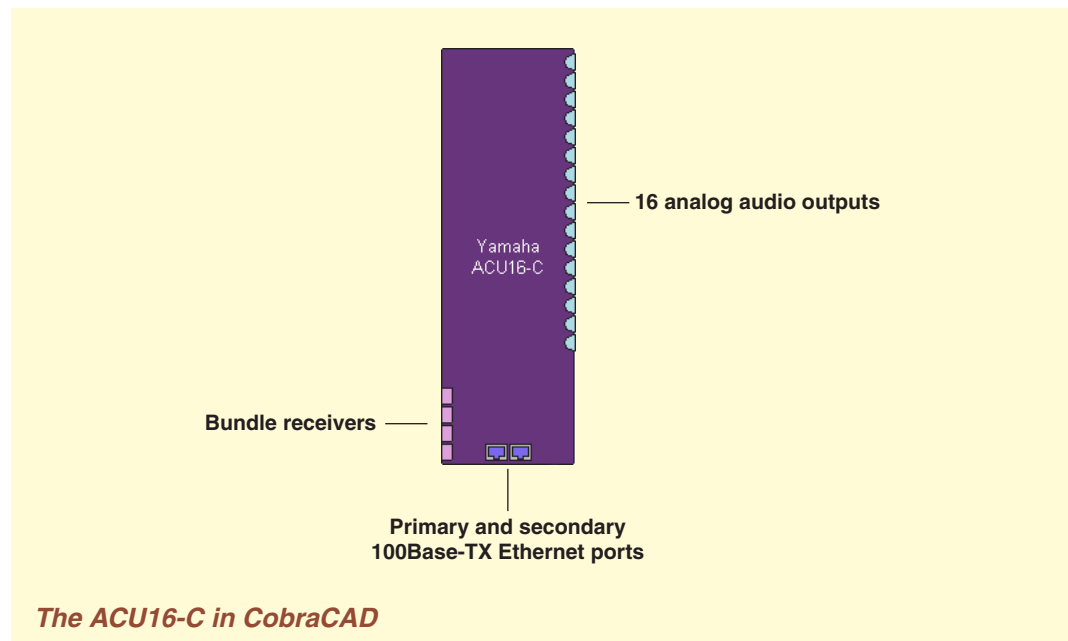 16 analog audio outputs
Yamaha
ACU16-C
Bundle receivers
Primary and secondary
100Base-TX Ethernet ports
The ACU16-C in CobraCAD